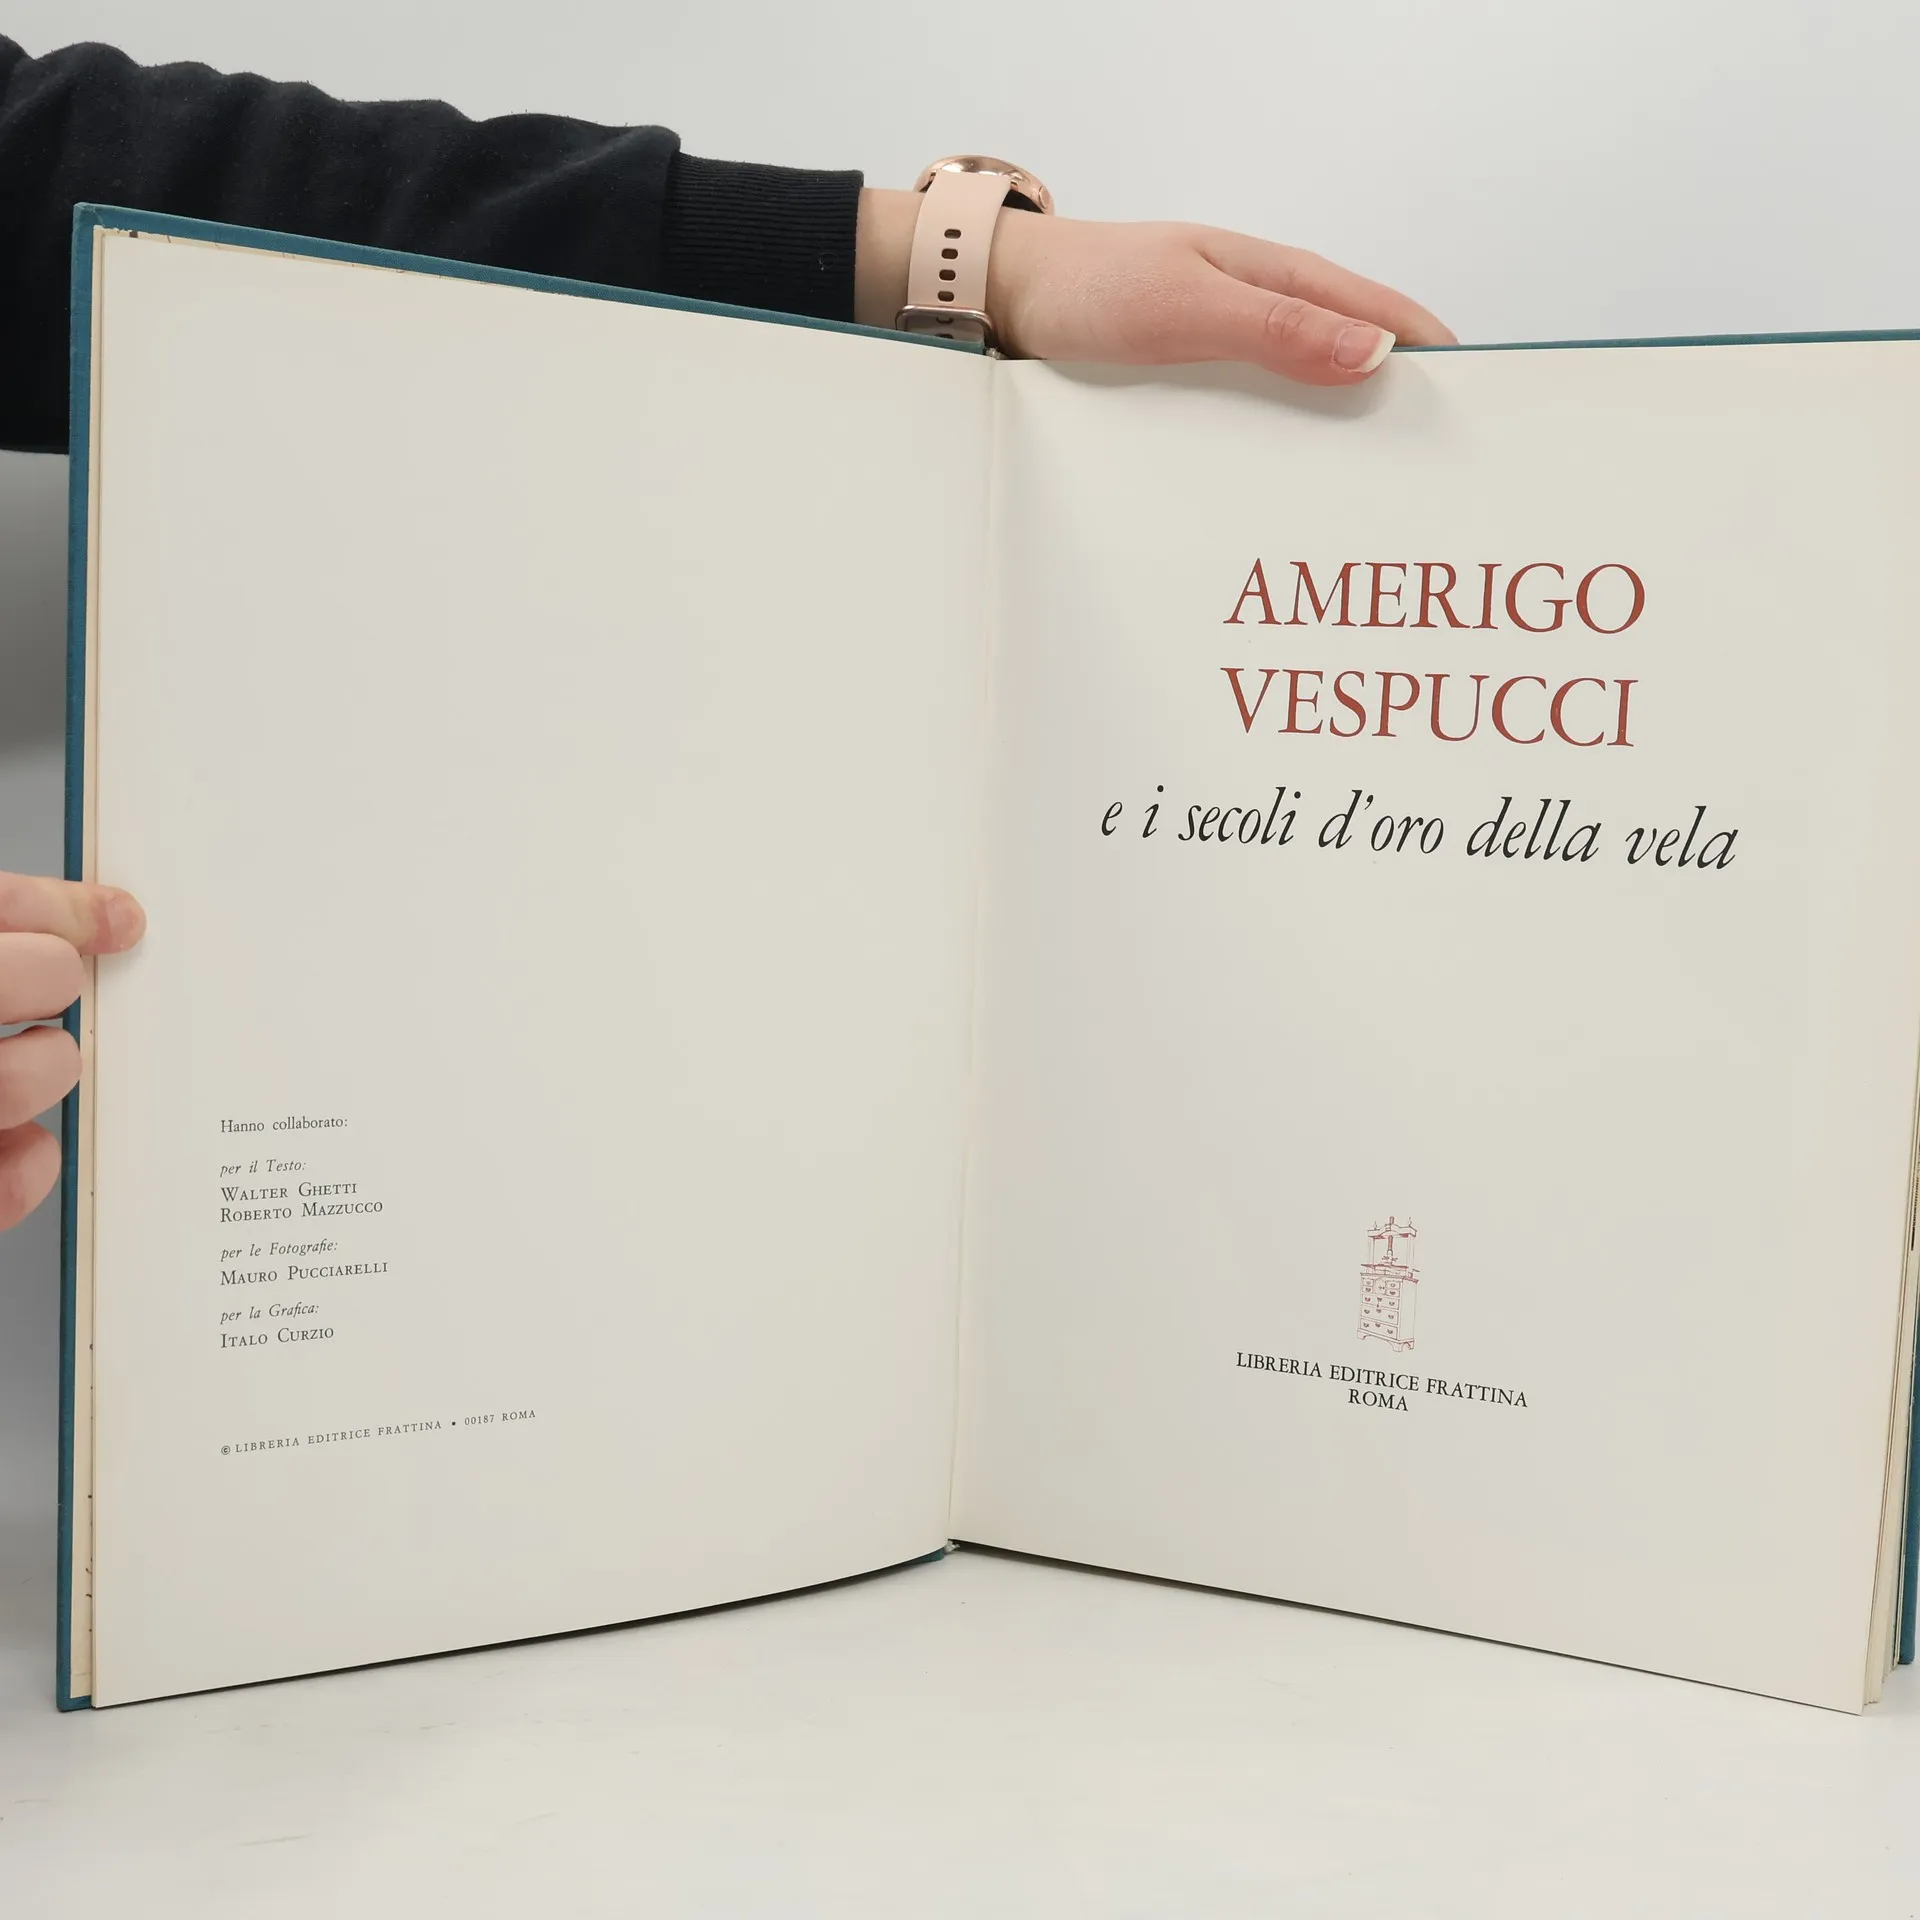 Hanno collaborato:
per il Testo:
WALTER GHETTI
ROBERTO MAZZUCCO
per le Fotografie:
MAURO PUCCIARELLI
per la Grafica:
ITALO CURZIO
© LIBRERIA EDITRICE FRATTINA • 00187 ROMA
AMERIGO
VESPUCCI
e i secoli d'oro della vela
LIBRERIA EDITRICE FRATTINA
ROMA